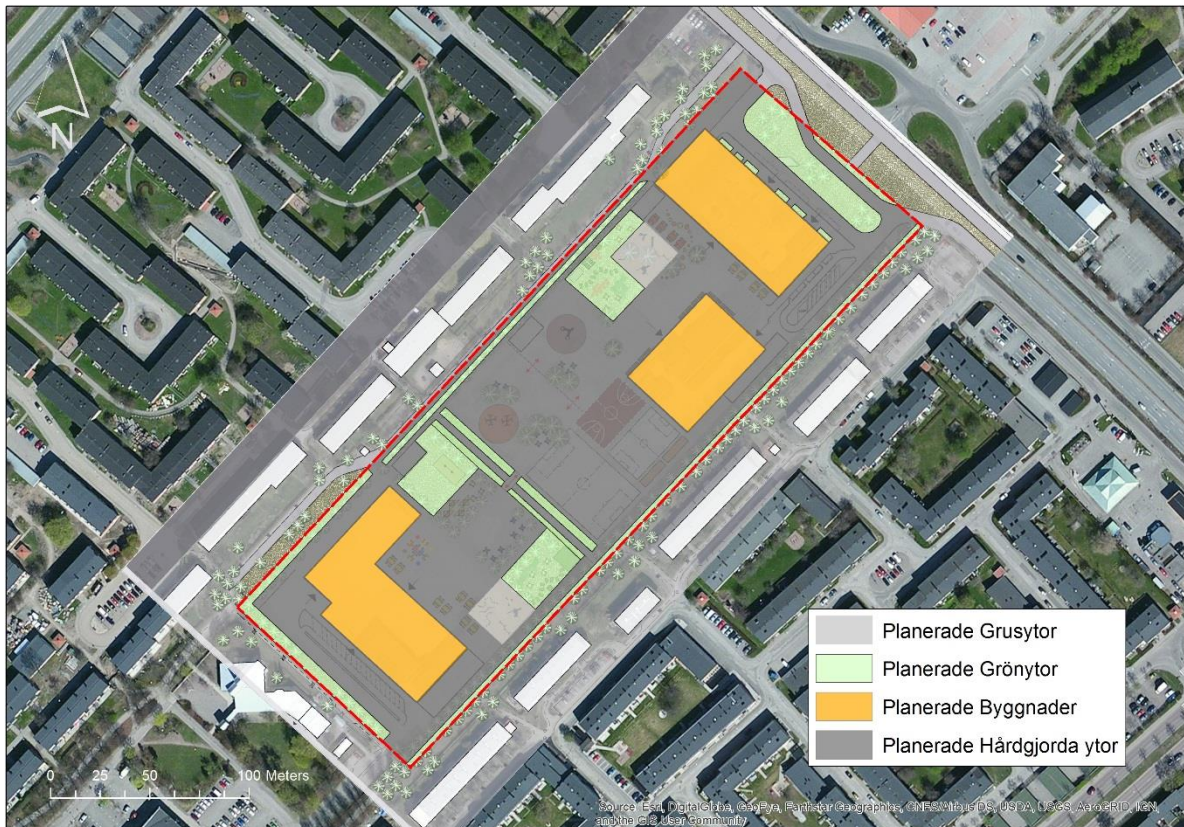 N
Planerade Grusytor
Planerade Grönytor
Planerade Byggnader
Planerade Hårdgjorda ytor
0 25 50 100 Meters
Source: Esri, DigitalGlobe, GeoEye, Earthstar Geographics, CNES/Airbus DS, USDA, USGS, AeroGRID, IGN,
and the GIS User Community